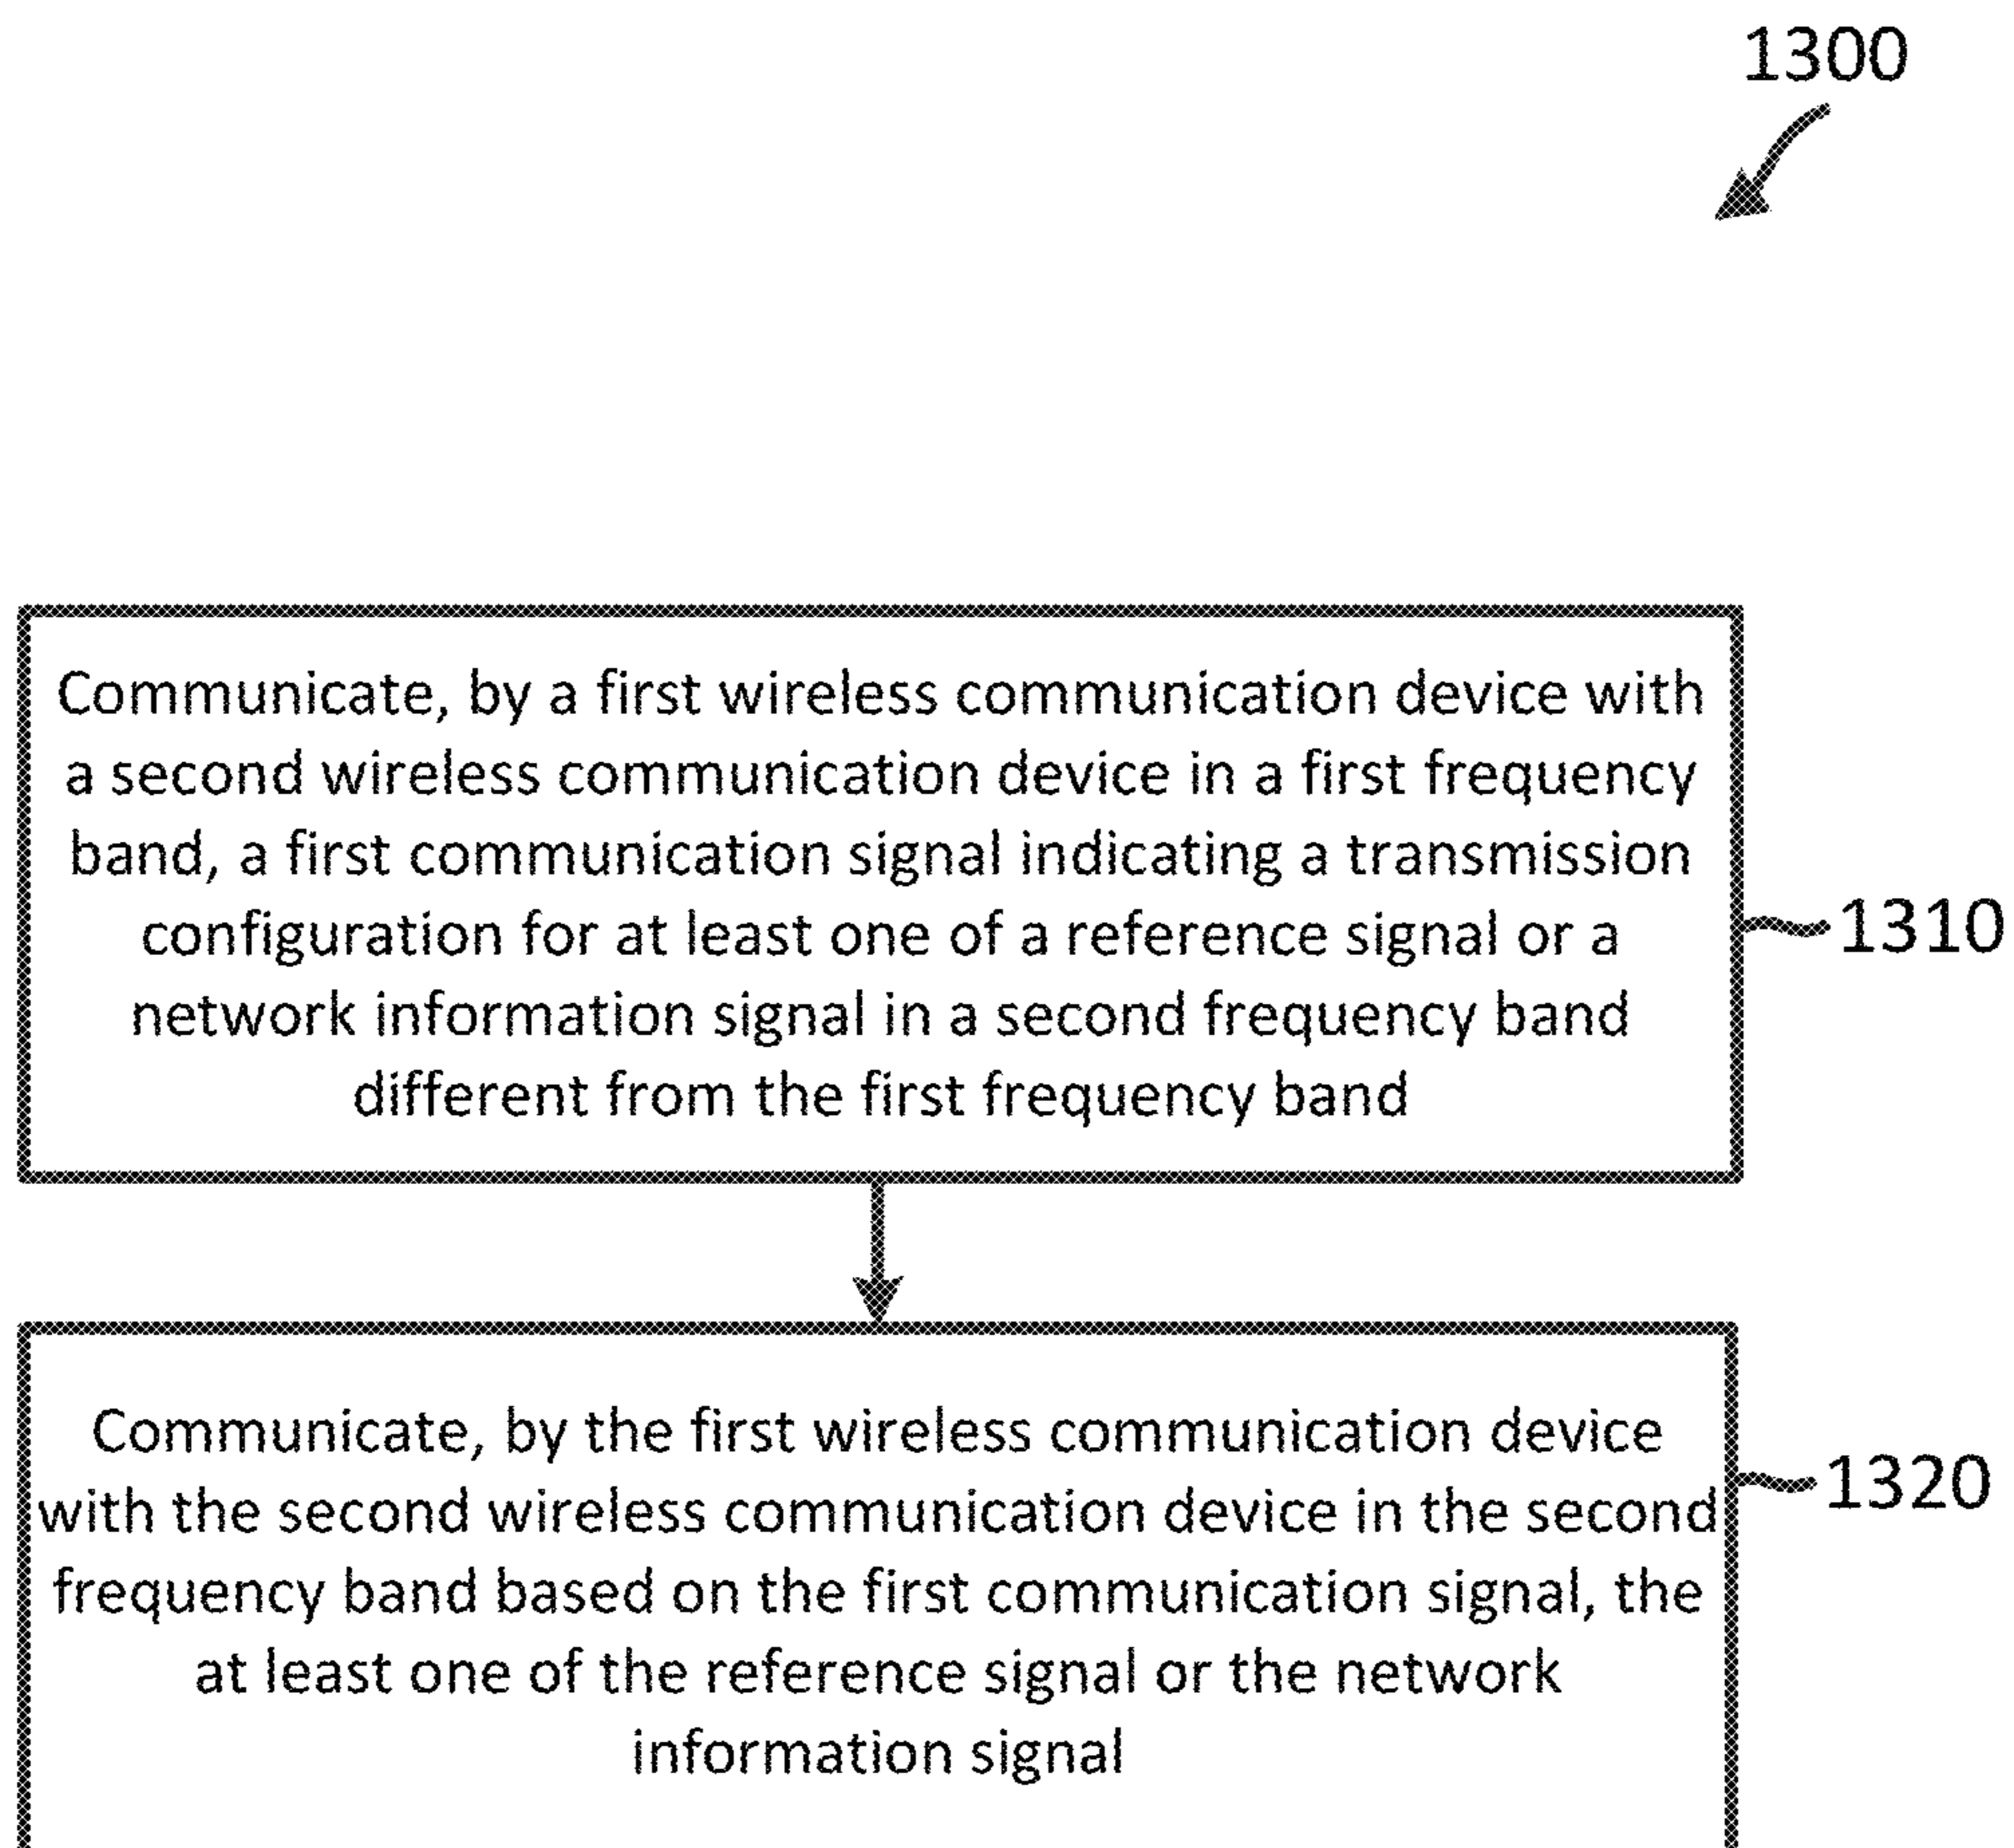 1300
Communicate, by a first wireless communication device with
a second wireless communication device in a first frequency
band, a first communication signal indicating a transmission
configuration for at least one of a reference signal or a
network information signal in a second frequency band
different from the first frequency band
1310
Communicate, by the first wireless communication device
with the second wireless communication device in the second
frequency band based on the first communication signal, the
at least one of the reference signal or the network
information signal
1320